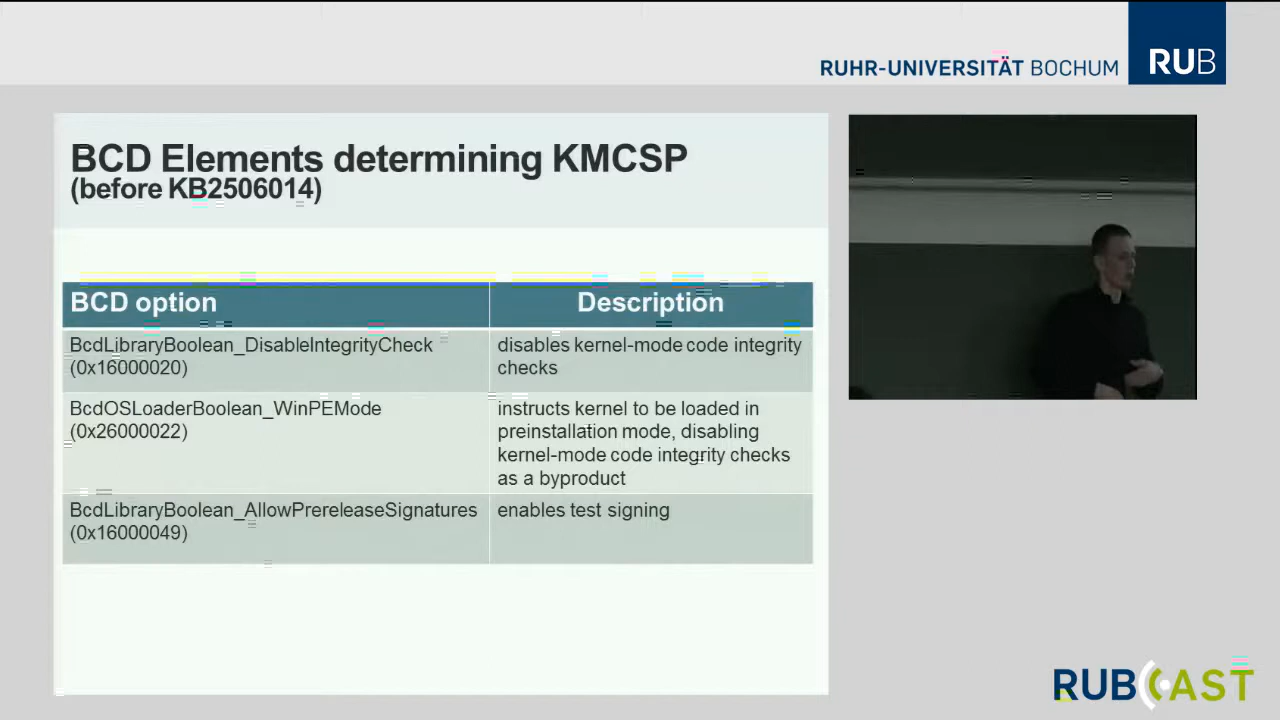 RUHR-UNIVERSITÄT BOCHUM
RUB
BCD Elements determining KMCSP
(before KB2506014)
BCD option
Description
BcdLibraryBoolean_DisableIntegrityCheck
(0x16000020)
disables kernel-mode code integrity
checks
BcdOSLoaderBoolean_WinPEMode
(0x26000022)
instructs kernel to be loaded in
preinstallation mode, disabling
kernel-mode code integrity checks
as a byproduct
BcdLibraryBoolean_AllowPrereleaseSignatures
(0x16000049)
enables test signing
RUBCAST